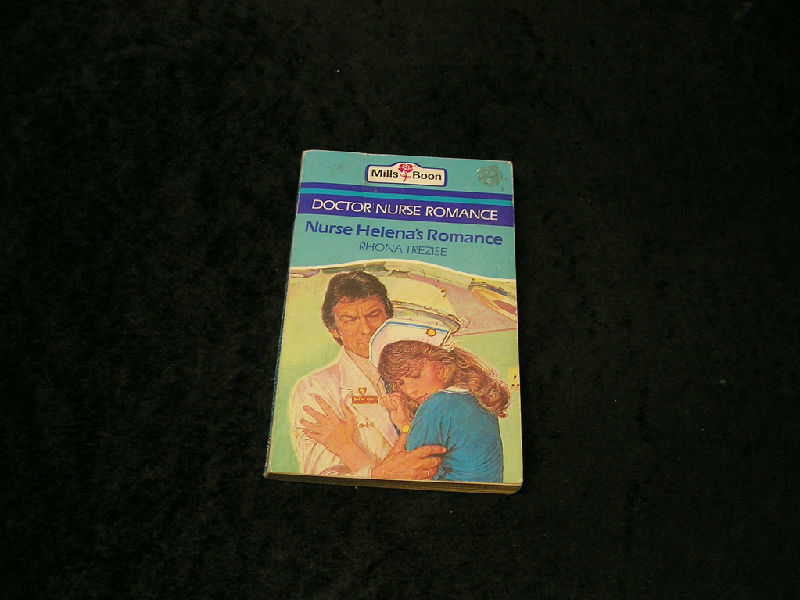 Mills Boon
DOCTOR NURSE ROMANCE
Nurse Helena's Romance
RHONA TREZISE